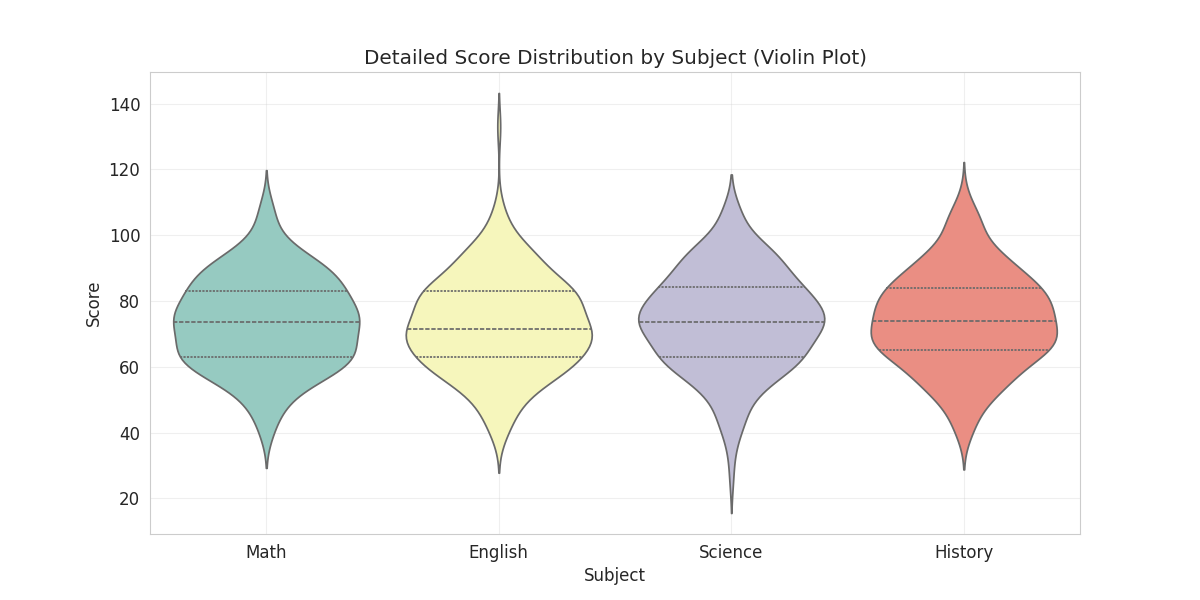 Detailed Score Distribution by Subject (Violin Plot)
140
120
100
80
60
40
20
Score
Math English Science History
Subject